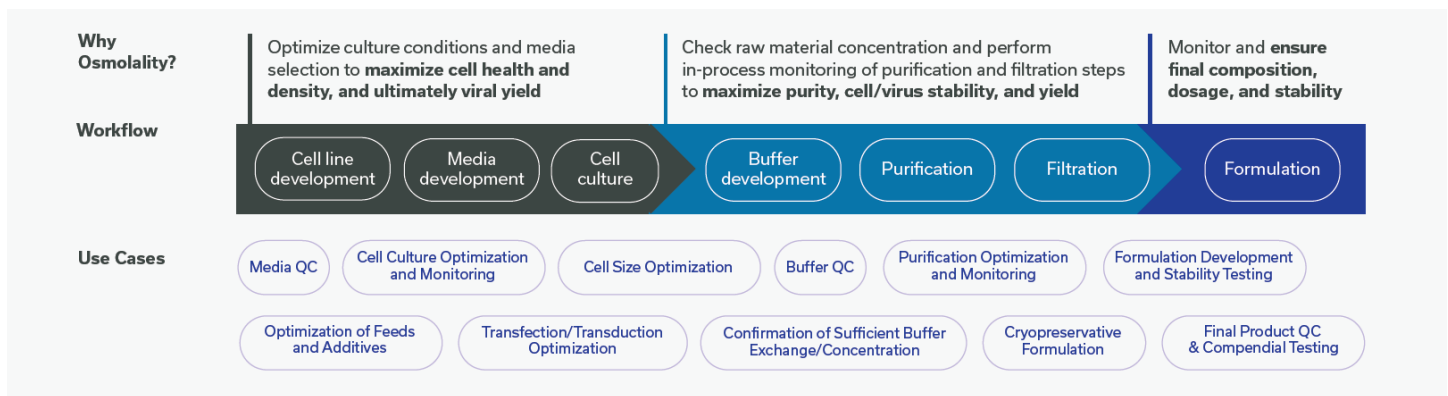 Why
Osmolality?
Optimize culture conditions and media
selection to maximize cell health and
density, and ultimately viral yield
Check raw material concentration and perform
in-process monitoring of purification and filtration steps
to maximize purity, cell/virus stability, and yield
Monitor and ensure
final composition,
dosage, and stability
Workflow
Cell line
development
Media
development
Cell
culture
Buffer
development
Purification
Filtration
Formulation
Use Cases
Media QC
Cell Culture Optimization
and Monitoring
Cell Size Optimization
Buffer QC
Purification Optimization
and Monitoring
Formulation Development
and Stability Testing
Optimization of Feeds
and Additives
Transfection/Transduction
Optimization
Confirmation of Sufficient Buffer
Exchange/Concentration
Cryopreservative
Formulation
Final Product QC
& Compendial Testing